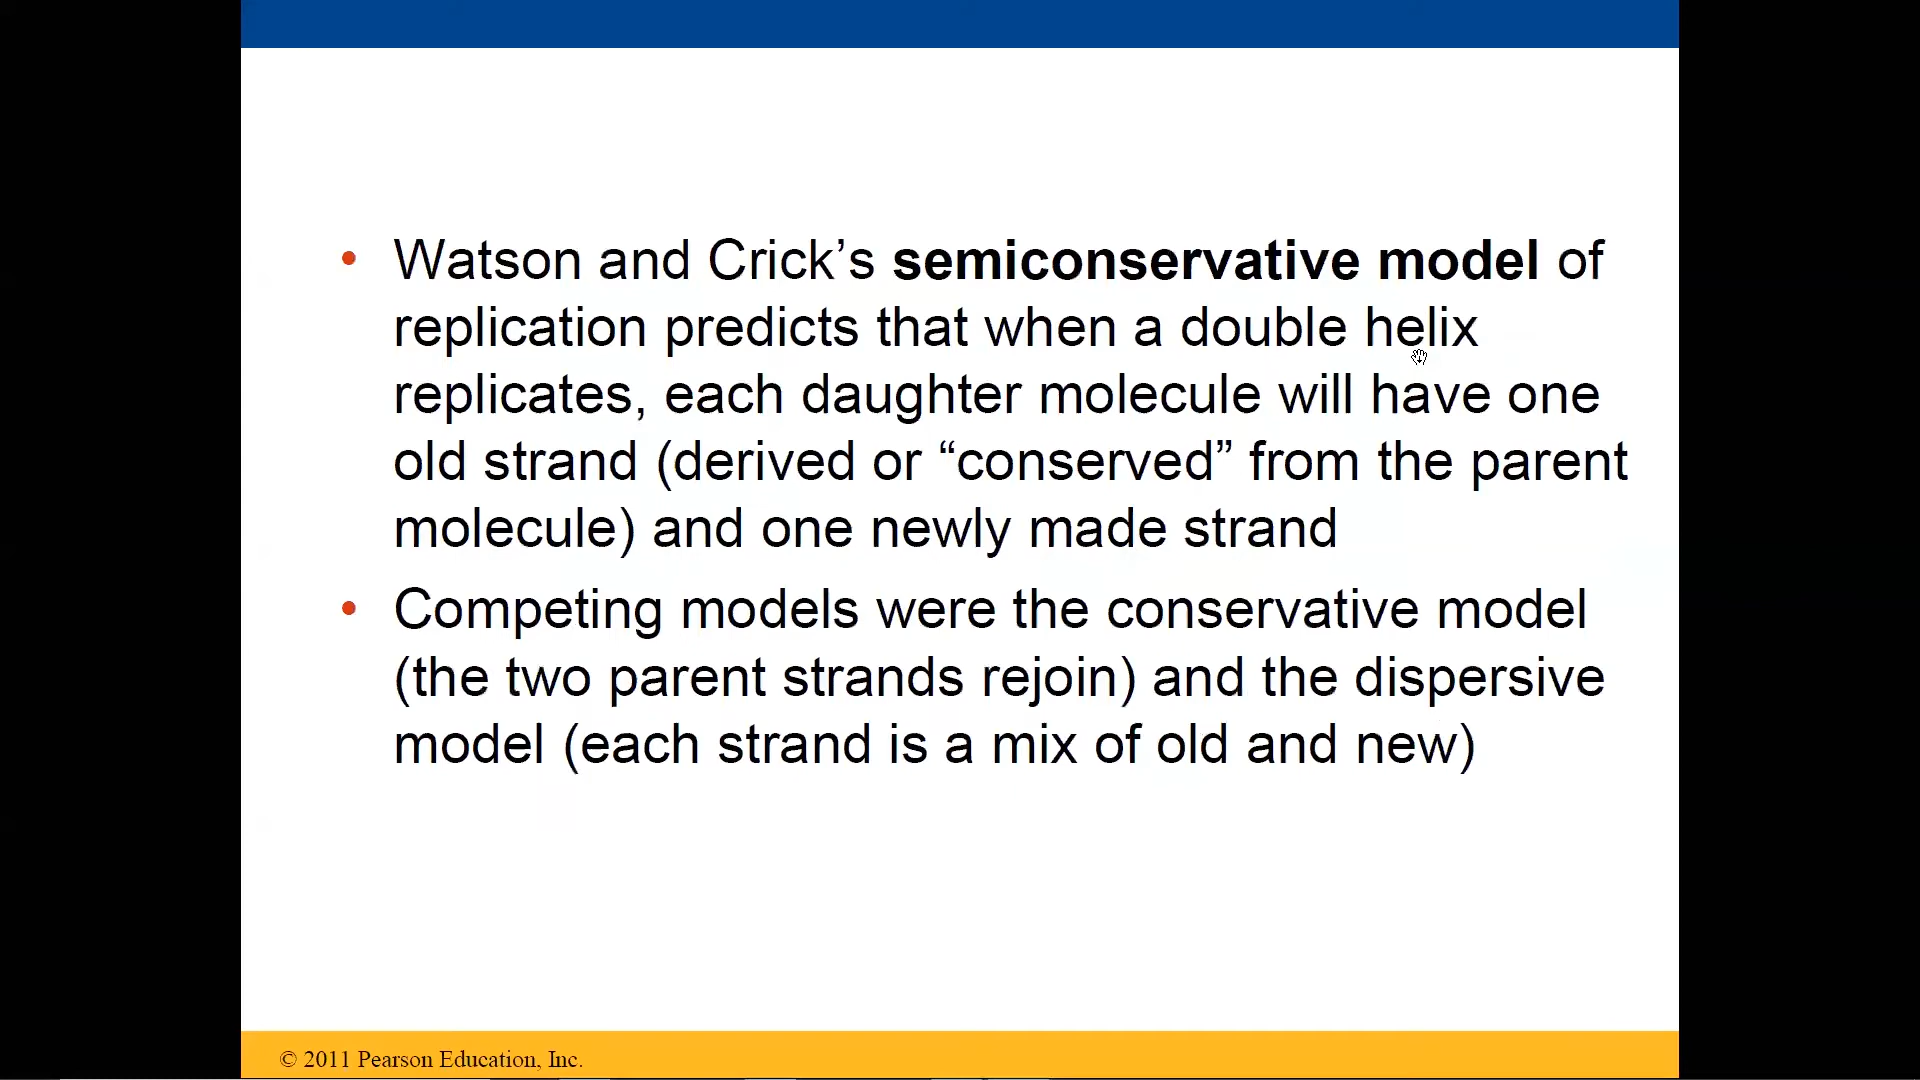 • Watson and Crick’s semiconservative model of
replication predicts that when a double helix
replicates, each daughter molecule will have one
old strand (derived or “conserved” from the parent
molecule) and one newly made strand
• Competing models were the conservative model
(the two parent strands rejoin) and the dispersive
model (each strand is a mix of old and new)
© 2011 Pearson Education, Inc.